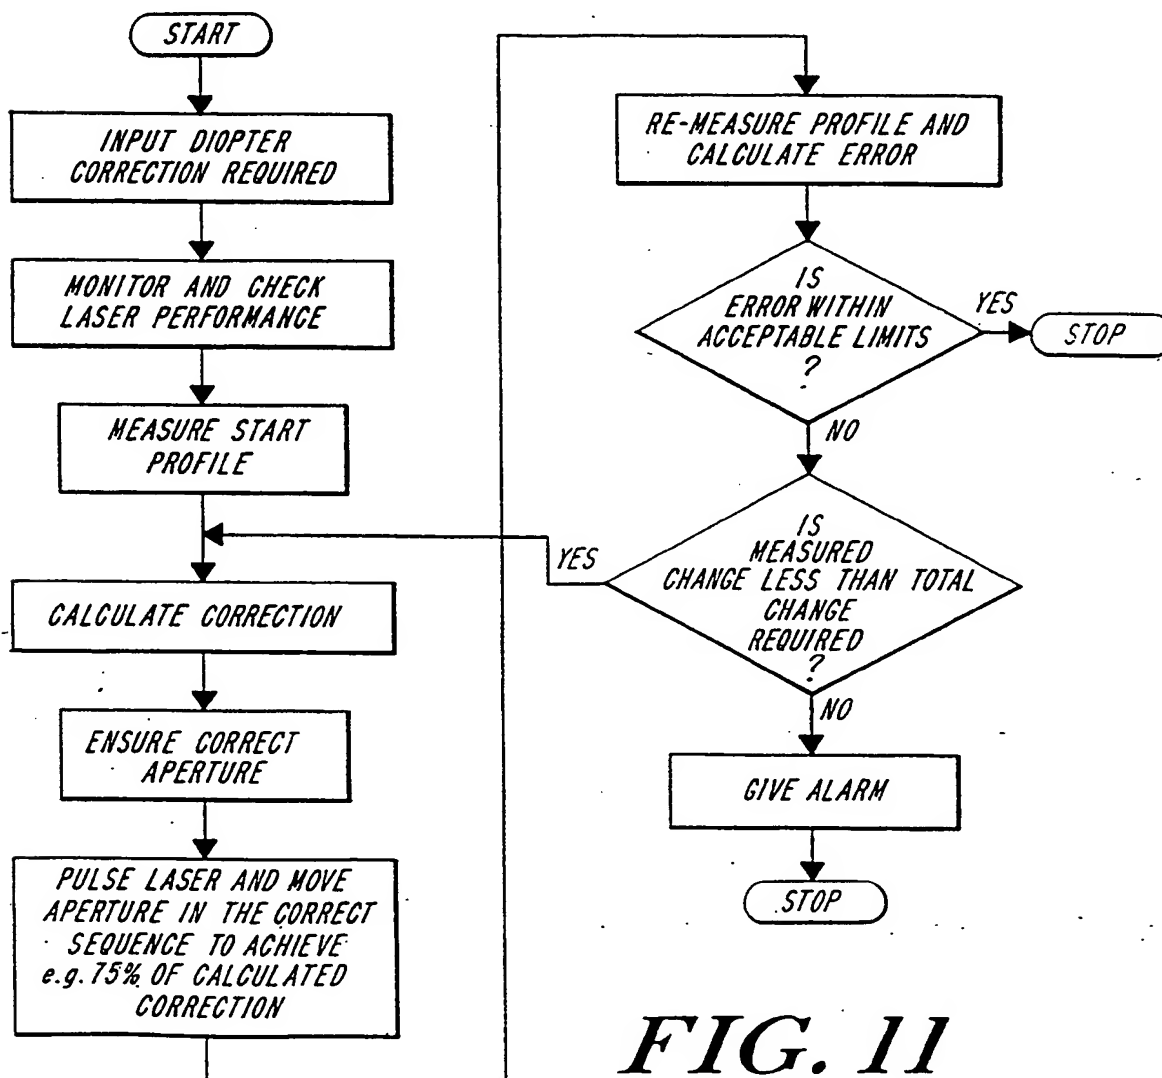 START
INPUT DIOPTER
CORRECTION REQUIRED
MONITOR AND CHECK
LASER PERFORMANCE
MEASURE START
PROFILE
CALCULATE CORRECTION
ENSURE CORRECT
APERTURE
PULSE LASER AND MOVE
APERTURE IN THE CORRECT
SEQUENCE TO ACHIEVE
e.g. 75% OF CALCULATED
CORRECTION
RE-MEASURE PROFILE AND
CALCULATE ERROR
IS
ERROR WITHIN
ACCEPTABLE LIMITS
?
YES
STOP
NO
IS
MEASURED
CHANGE LESS THAN TOTAL
CHANGE
REQUIRED
?
YES
NO
GIVE ALARM
STOP
FIG. 11